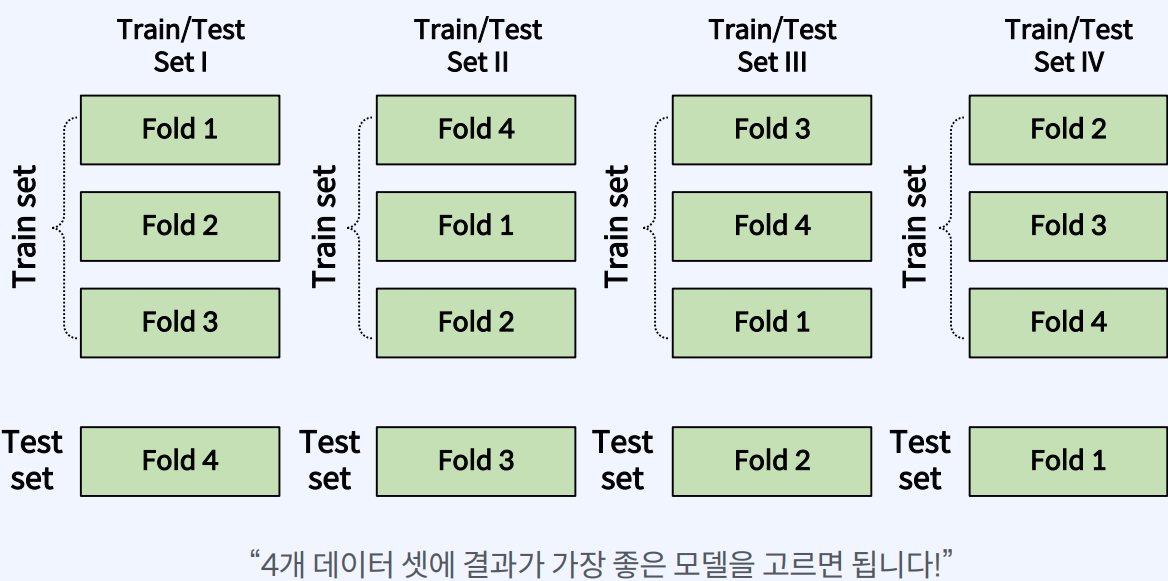 Train/Test
Set I
Train/Test
Set II
Train/Test
Set III
Train/Test
Set IV
Train set
Fold 1
Fold 2
Fold 3
Train set
Fold 4
Fold 1
Fold 2
Train set
Fold 3
Fold 4
Fold 1
Train set
Fold 2
Fold 3
Fold 4
Test
set
Fold 4
Test
set
Fold 3
Test
set
Fold 2
Test
set
Fold 1
“4개 데이터 셋에 결과가 가장 좋은 모델을 고르면 됩니다!”